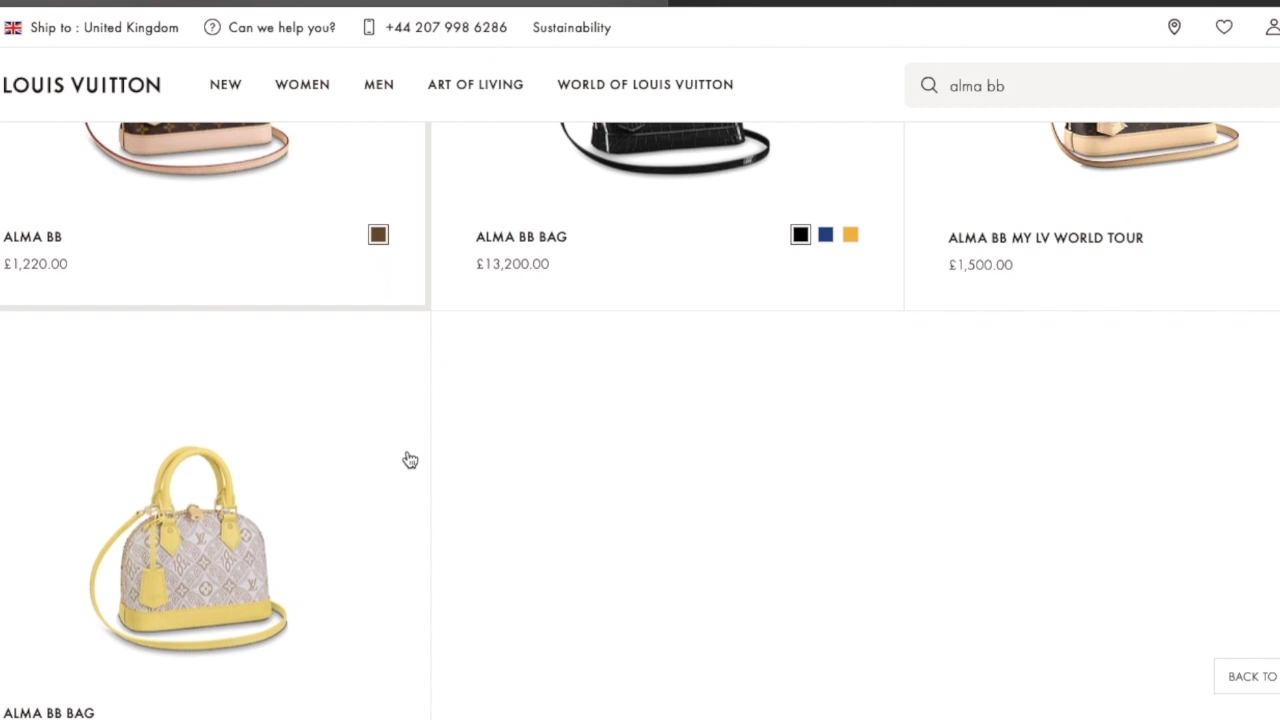 Ship to : United Kingdom Can we help you? +44 207 998 6286 Sustainability
LOUIS VUITTON NEW WOMEN MEN ART OF LIVING WORLD OF LOUIS VUITTON alma bb
ALMA BB
£1,220.00
ALMA BB BAG
£13,200.00
ALMA BB MY LV WORLD TOUR
£1,500.00
ALMA BB BAG
BACK TO